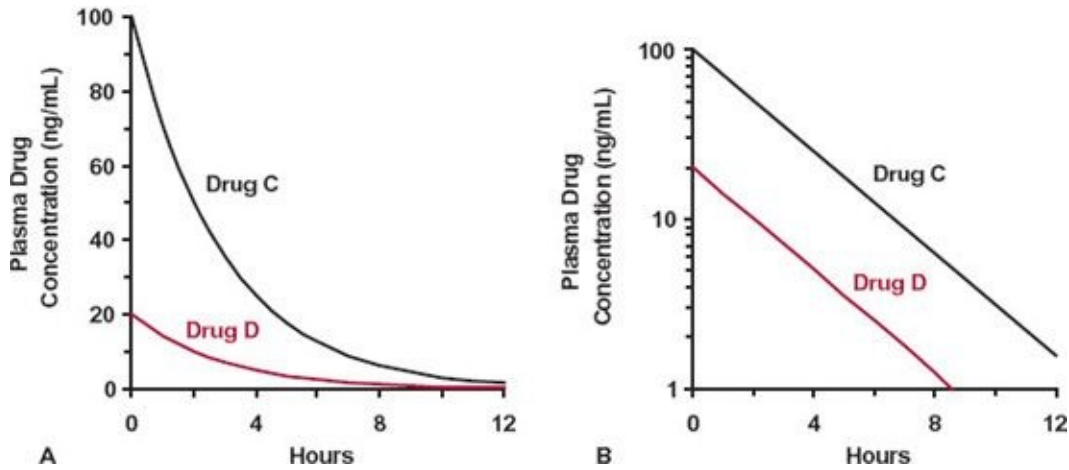 Plasma Drug
Concentration (ng/mL)
100
80
60
40
20
0
Drug C
Drug D
0
4
8
12
A
Hours
Plasma Drug
Concentration (ng/mL)
100
10
1
Drug C
Drug D
0
4
8
12
B
Hours